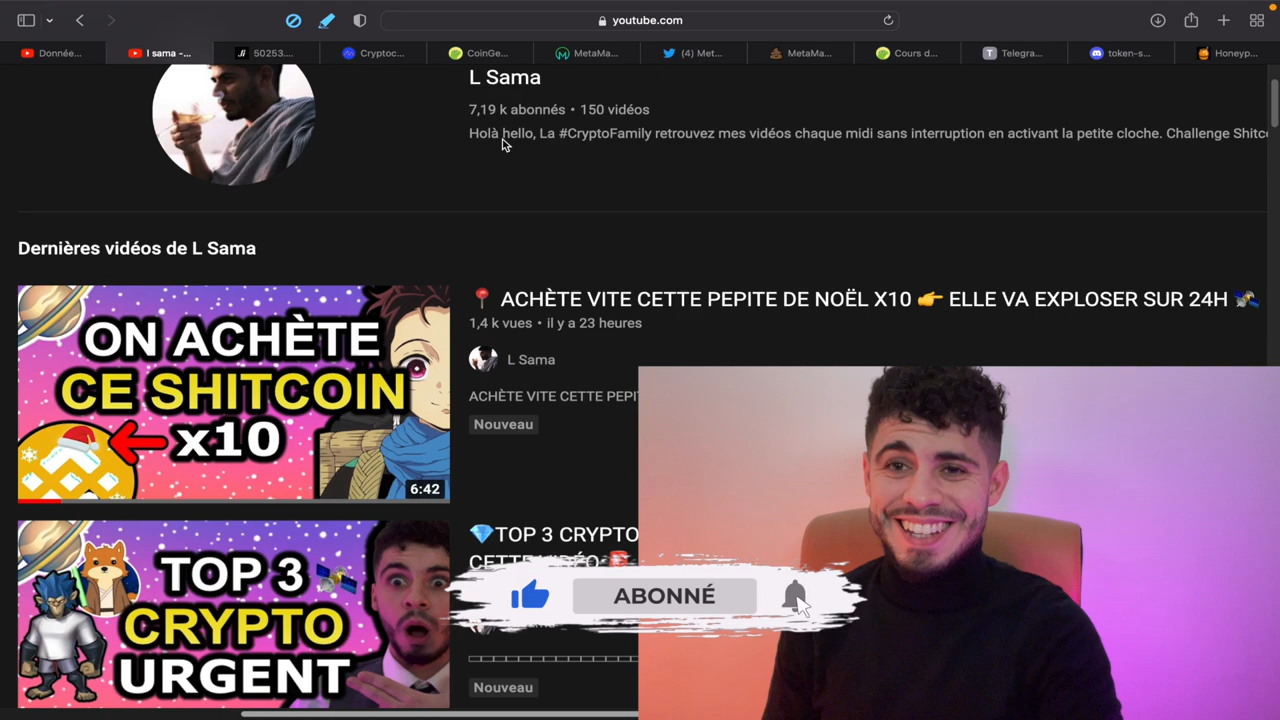 youtube.com
Donnée...
l sama -...
50253....
Cryptoc...
CoinGe...
MetaMa...
(4) Met...
MetaMa...
Cours d...
Telegra...
token-s...
Honeyp...
L Sama
7,19 k abonnés • 150 vidéos
Holà hello, La #CryptoFamily retrouvez mes vidéos chaque midi sans interruption en activant la petite cloche. Challenge Shitc
Dernières vidéos de L Sama
ON ACHÈTE
CE SHITCOIN
x10
6:42
📍 ACHÈTE VITE CETTE PEPITE DE NOËL X10 👉 ELLE VA EXPLOSER SUR 24H 🛰
1,4 k vues • il y a 23 heures
L Sama
ACHÈTE VITE CETTE PEPI
Nouveau
TOP 3
CRYPTO
URGENT
💎TOP 3 CRYPTO
CETTE VIDÉO 🚨
ABONNÉ
Nouveau